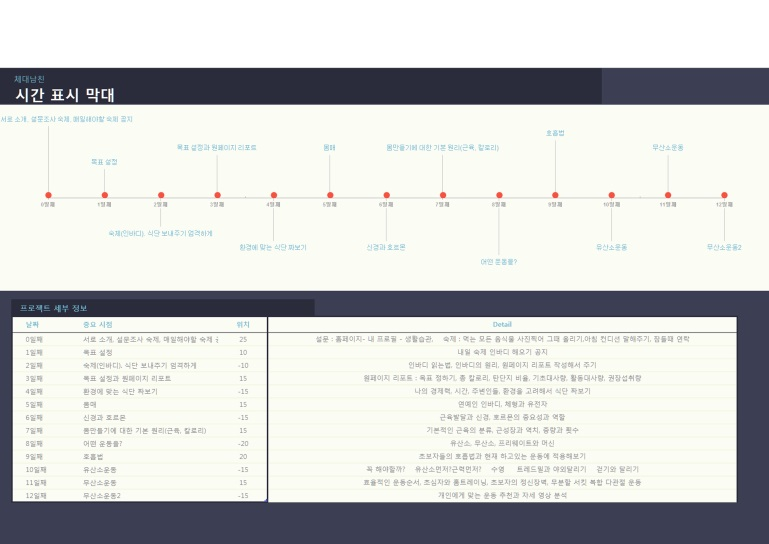 제대남진
시간 표시 막대
서로 소개, 설문조사 숙제, 매일해야할 숙제 공지
호흡법
목표 설정과 원페이지 리포트
몸매
몸만들기에 대한 기본 원리(근육, 칼로리)
무산소운동
목표 설정
0일째 1일째 2일째 3일째 4일째 5일째 6일째 7일째 8일째 9일째 10일째 11일째 12일째
숙제(인바디), 식단 보내주기 엄격하게
환경에 맞는 식단 짜보기
신경과 호르몬
유산소운동
무산소운동2
어떤 운동을?
프로젝트 세부 정보
날짜 중요 시점 위치 Detail
0일째 서로 소개, 설문조사 숙제, 매일해야할 숙제 25 설문 : 홈페이지- 내 프로필 - 생활습관, 숙제 : 먹는 모든 음식을 사진찍어 그때 올리기,아침 컨디션 말해주기, 잠들때 연락
1일째 목표 설정 10 내일 숙제 인바디 해오기 공지
2일째 숙제(인바디), 식단 보내주기 엄격하게 -10 인바디 읽는법, 인바디의 원리, 원페이지 리포트 작성해서 주기
3일째 목표 설정과 원페이지 리포트 15 원페이지 리포트 : 목표 정하기, 총 칼로리, 탄단지 비율, 기초대사량, 활동대사량, 권장섭취량
4일째 환경에 맞는 식단 짜보기 -15 나의 경제력, 시간, 주변인들, 환경을 고려해서 식단 짜보기
5일째 몸매 15 연예인 인바디, 체형과 유전자
6일째 신경과 호르몬 -15 근육발달과 신경, 호르몬의 중요성과 역할
7일째 몸만들기에 대한 기본 원리(근육, 칼로리) 15 기본적인 근육의 분류, 근성장과 역치, 중량과 횟수
8일째 어떤 운동을? -20 유산소, 무산소, 프리웨이트와 머신
9일째 호흡법 20 초보자들의 호흡법과 현재 하고있는 운동에 적용해보기
10일째 유산소운동 -15 꼭 해야할까? 유산소먼저?근력먼저? 수영 트레드밀과 야외달리기 걷기와 달리기
11일째 무산소운동 15 효율적인 운동순서, 초심자와 홈트레이닝, 초보자의 정신장벽, 무분할 서킷 복합 다관절 운동
12일째 무산소운동2 -15 개인에게 맞는 운동 추천과 자세 영상 분석